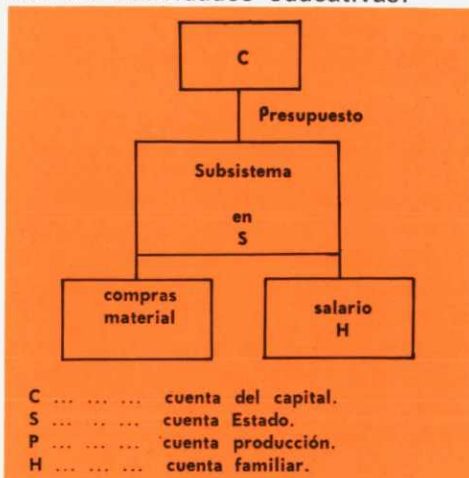 C
Presupuesto
Subsistema
en
S
compras
material
salario
H
C ... ... ... cuenta del capital.
S ... .. ... cuenta Estado.
P ... ... ... cuenta producción.
H ... ... ... cuenta familiar.